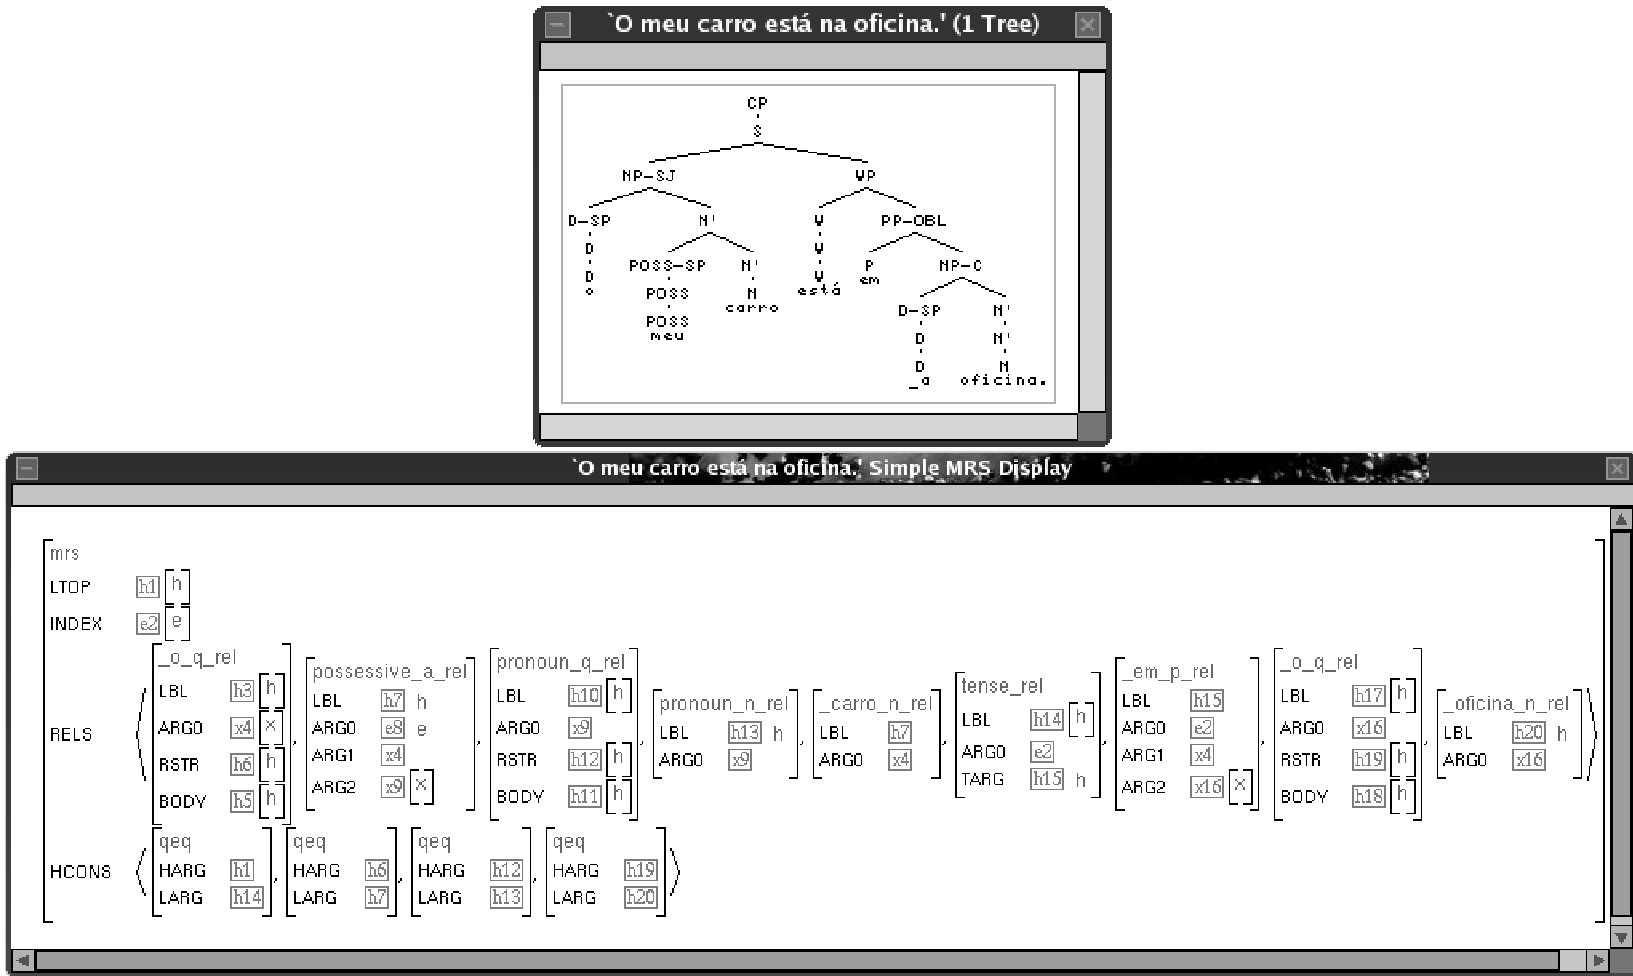 `O meu carro está na oficina.' (1 Tree)
CP
S
NP-SJ VP
D-SP N' V PP-OBL
D V
POSS-SP N' P NP-C
D V em
o POSS N está
carro D-SP N'
POSS
meu D N'
D N
_a oficina.
`O meu carro está na oficina.' Simple MRS Display
mrs
LTOP h1 h
INDEX e2 e
RELS
_o_q_rel
LBL h3 h
ARG0 x4 x
RSTR h6 h
BODY h5 h
possessive_a_rel
LBL h7 h
ARG0 e8 e
ARG1 x4
ARG2 x9 x
pronoun_q_rel
LBL h10 h
ARG0 x9
RSTR h12 h
BODY h11 h
pronoun_n_rel
LBL h13 h
ARG0 x9
_carro_n_rel
LBL h7
ARG0 x4
tense_rel
LBL h14 h
ARG0 e2
TARG h15 h
_em_p_rel
LBL h15
ARG0 e2
ARG1 x4
ARG2 x16 x
_o_q_rel
LBL h17 h
ARG0 x16
RSTR h19 h
BODY h18 h
_oficina_n_rel
LBL h20 h
ARG0 x16
HCONS
qeq
HARG h1
LARG h14
qeq
HARG h6
LARG h7
qeq
HARG h12
LARG h13
qeq
HARG h19
LARG h20